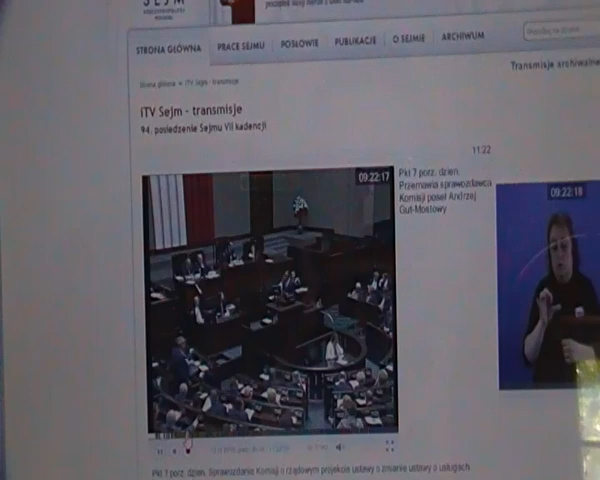 SEJM
STRONA GŁÓWNA PRACE SEJMU POSŁOWIE PUBLIKACJE O SEJMIE ARCHIWUM
Transmisje archiwalne
Strona główna iTV Sejm - transmisje
iTV Sejm - transmisje
94. posiedzenie Sejmu VII kadencji
11:22
09:22:17
Pkt 7 porz. dzien.
Przemawia sprawozdawca
Komisji poseł Andrzej
Gut-Mostowy
09:22:18
Pkt 7 porz. dzien. Sprawozdanie Komisji o rządowym projekcie ustawy o zmianie ustawy o usługach